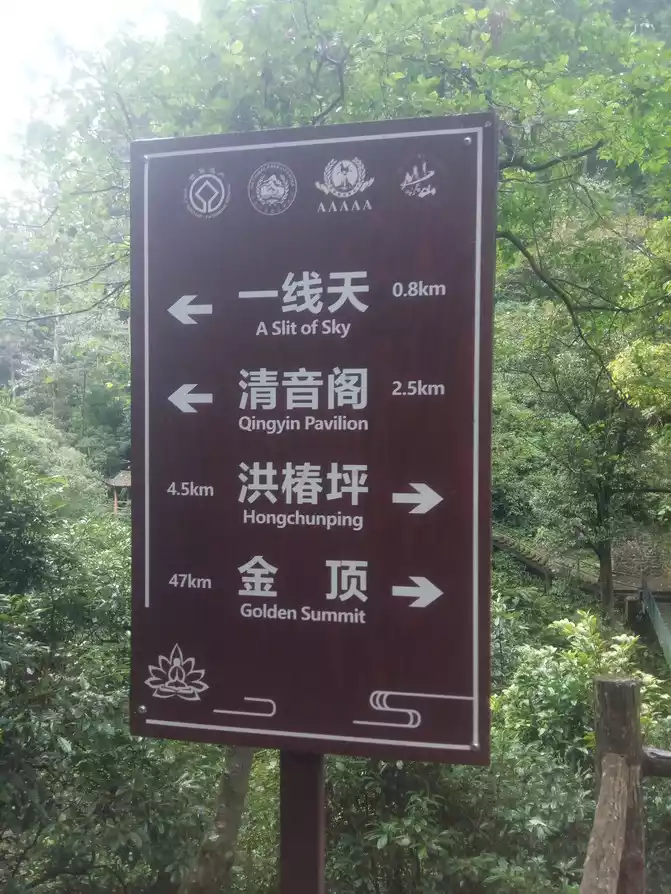 AAAAA
一线天 0.8km
A Slit of Sky
清音阁 2.5km
Qingyin Pavilion
4.5km 洪椿坪
Hongchunping
47km 金 顶
Golden Summit